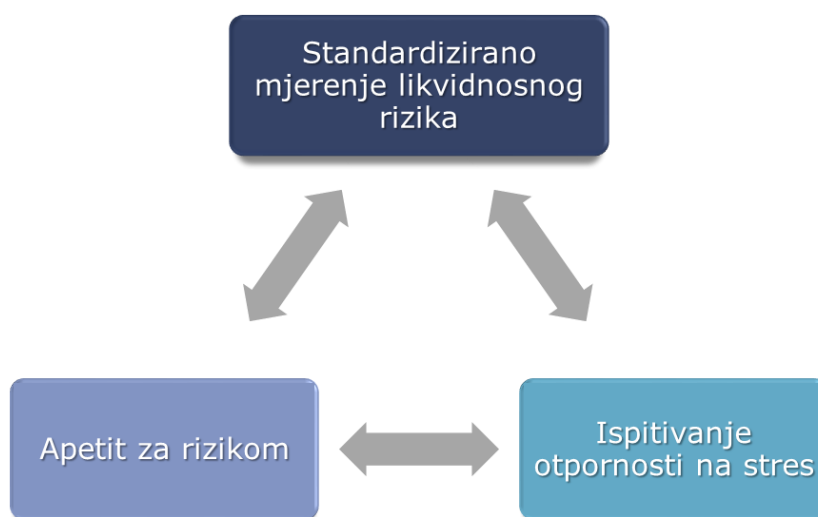 Standardizirano
mjerenje likvidnosnog
rizika
Apetit za rizikom
Ispitivanje
otpornosti na stres